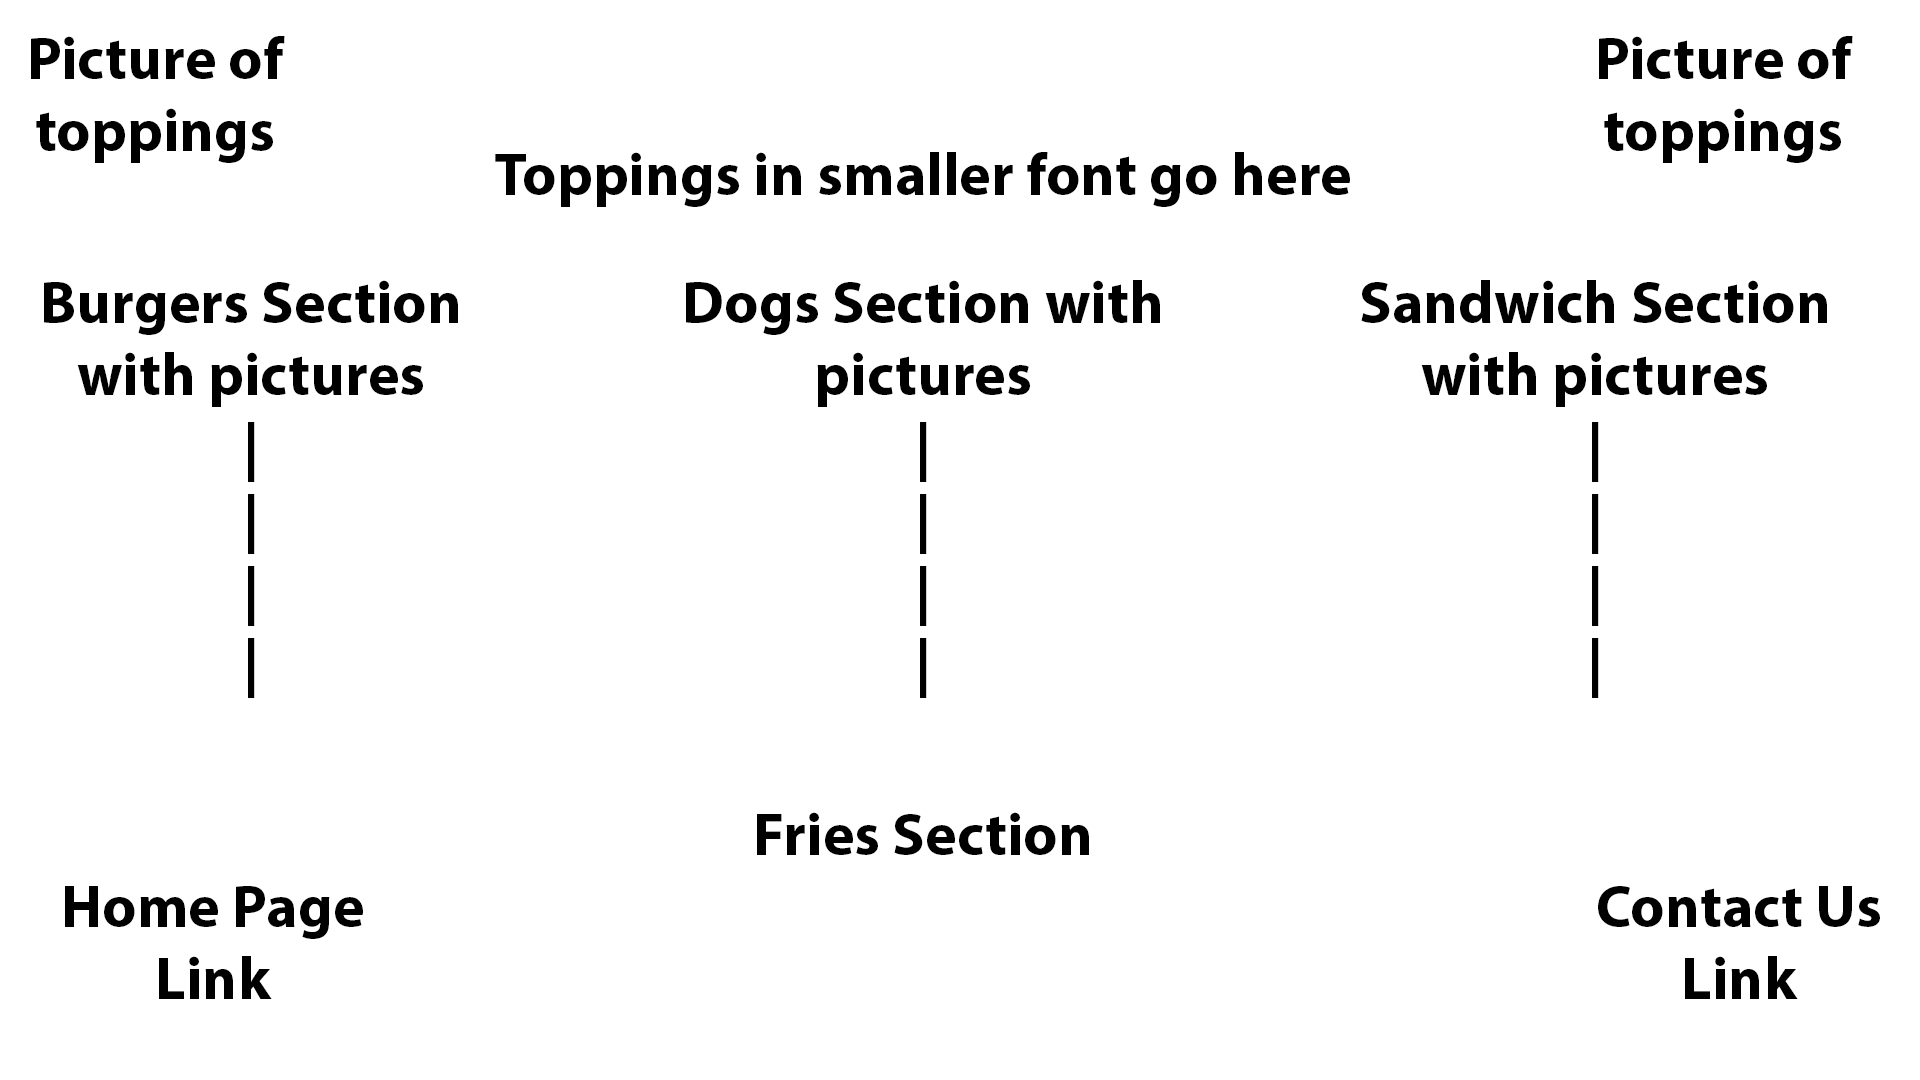 Picture of
toppings
Picture of
toppings
Toppings in smaller font go here
Burgers Section
with pictures
|
|
|
|
Dogs Section with
pictures
|
|
|
|
Sandwich Section
with pictures
|
|
|
|
Fries Section
Home Page
Link
Contact Us
Link